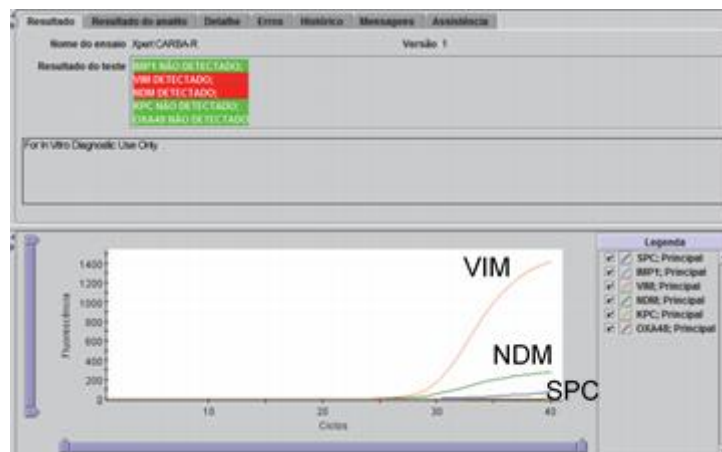 Resultado Resultado do analito Detalhe Erros Histórico Mensagens Assistência
Nome do ensaio Xpert CARBA-R Versão 1
Resultado do teste IMP1 NÃO DETECTADO;
VIM DETECTADO;
NDM DETECTADO;
KPC NÃO DETECTADO;
OXA48 NÃO DETECTADO
For In Vitro Diagnostic Use Only.
Legenda
SPC; Principal
IMP1; Principal
VIM; Principal
NDM; Principal
KPC; Principal
OXA48; Principal
Fluorescência
1400
1200
1000
800
600
400
200
0
VIM
NDM
SPC
10 20 30 40
Ciclos